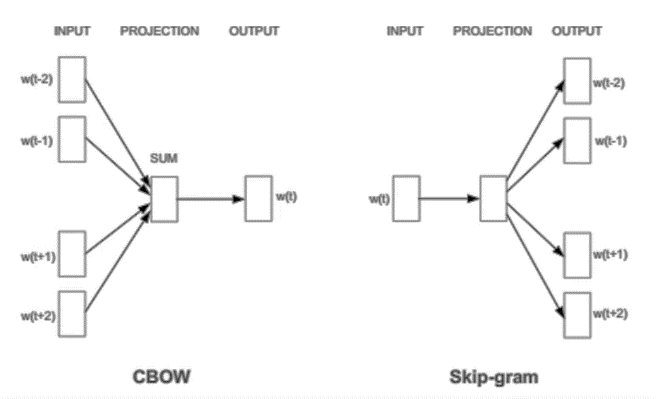 INPUT PROJECTION OUTPUT
w(t-2)
w(t-1)
SUM
w(t)
w(t+1)
w(t+2)
CBOW
INPUT PROJECTION OUTPUT
w(t-2)
w(t-1)
w(t)
w(t+1)
w(t+2)
Skip-gram